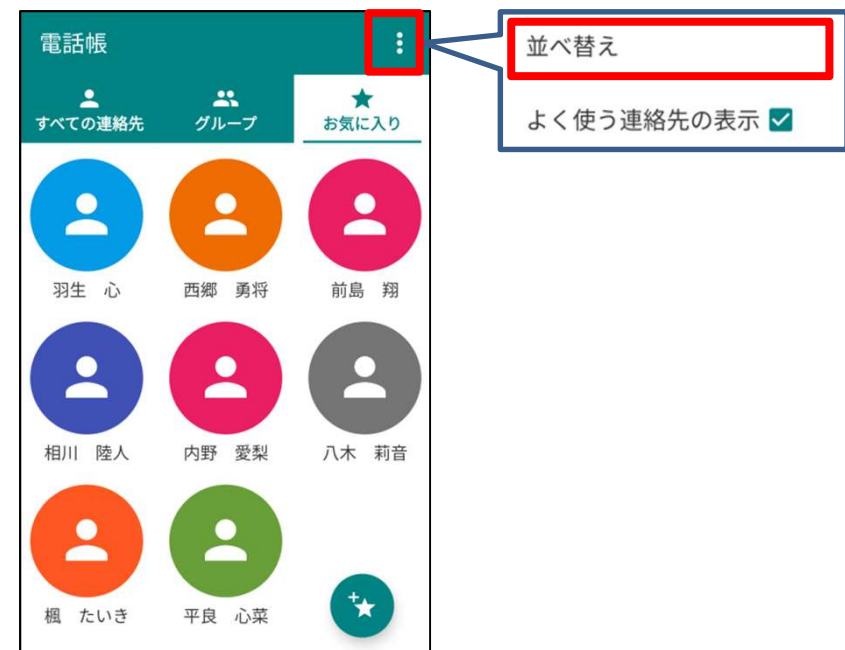 電話帳
すべての連絡先 グループ お気に入り
羽生 心 西郷 勇将 前島 翔
相川 陸人 内野 愛梨 八木 莉音
楓 たいき 平良 心菜
並べ替え
よく使う連絡先の表示